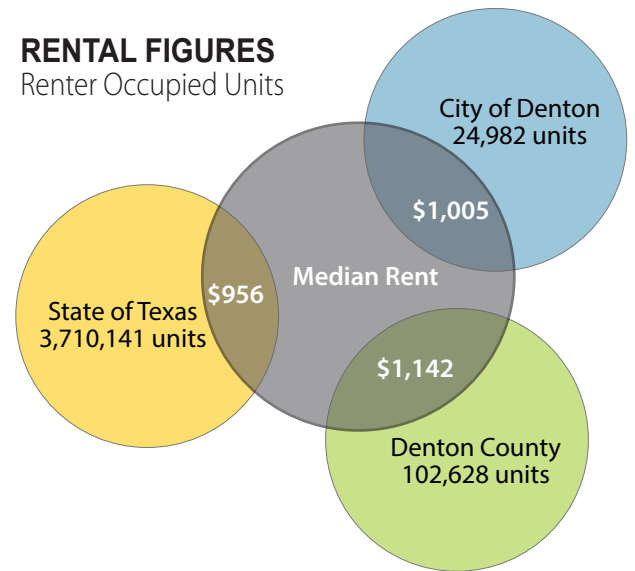 RENTAL FIGURES
Renter Occupied Units
City of Denton
24,982 units
$1,005
Median Rent
$956
State of Texas
3,710,141 units
$1,142
Denton County
102,628 units